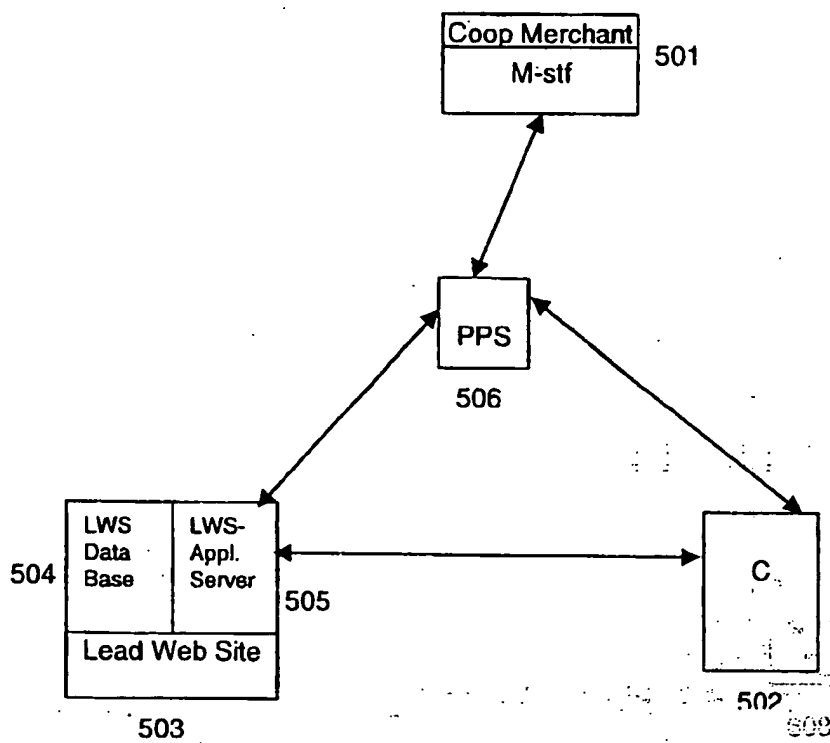 Coop Merchant
M-stf
501
PPS
506
LWS
Data
Base
LWS-
Appl.
Server
504
505
Lead Web Site
503
C
502